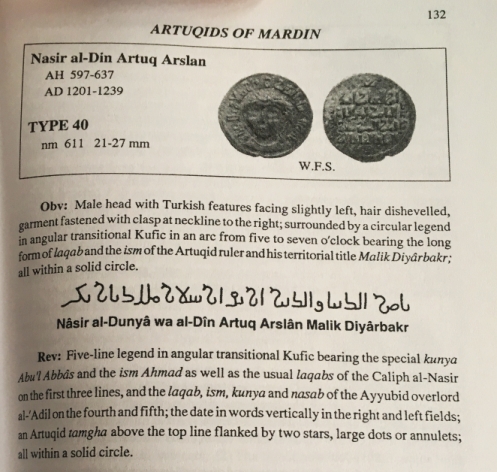 132
ARTUQIDS OF MARDIN
Nasir al-Din Artuq Arslan
AH 597-637
AD 1201-1239
TYPE 40
nm 611 21-27 mm
W.F.S.
Obv: Male head with Turkish features facing slightly left, hair dishevelled,
garment fastened with clasp at neckline to the right; surrounded by a circular legend
in angular transitional Kufic in an arc from five to seven o'clock bearing the long
form of laqab and the ism of the Artuqid ruler and his territorial title Malik Diyârbakr;
all within a solid circle.
ناصر الدنيا والدين ارتق ارسلان ملك دياربكر
Nâsir al-Dunyâ wa al-Dîn Artuq Arslân Malik Diyârbakr
Rev: Five-line legend in angular transitional Kufic bearing the special kunya
Abu'l Abbâs and the ism Ahmad as well as the usual laqabs of the Caliph al-Nasir
on the first three lines, and the laqab, ism, kunya and nasab of the Ayyubid overlord
al-'Adil on the fourth and fifth; the date in words vertically in the right and left fields;
an Artuqid tamgha above the top line flanked by two stars, large dots or annulets;
all within a solid circle.